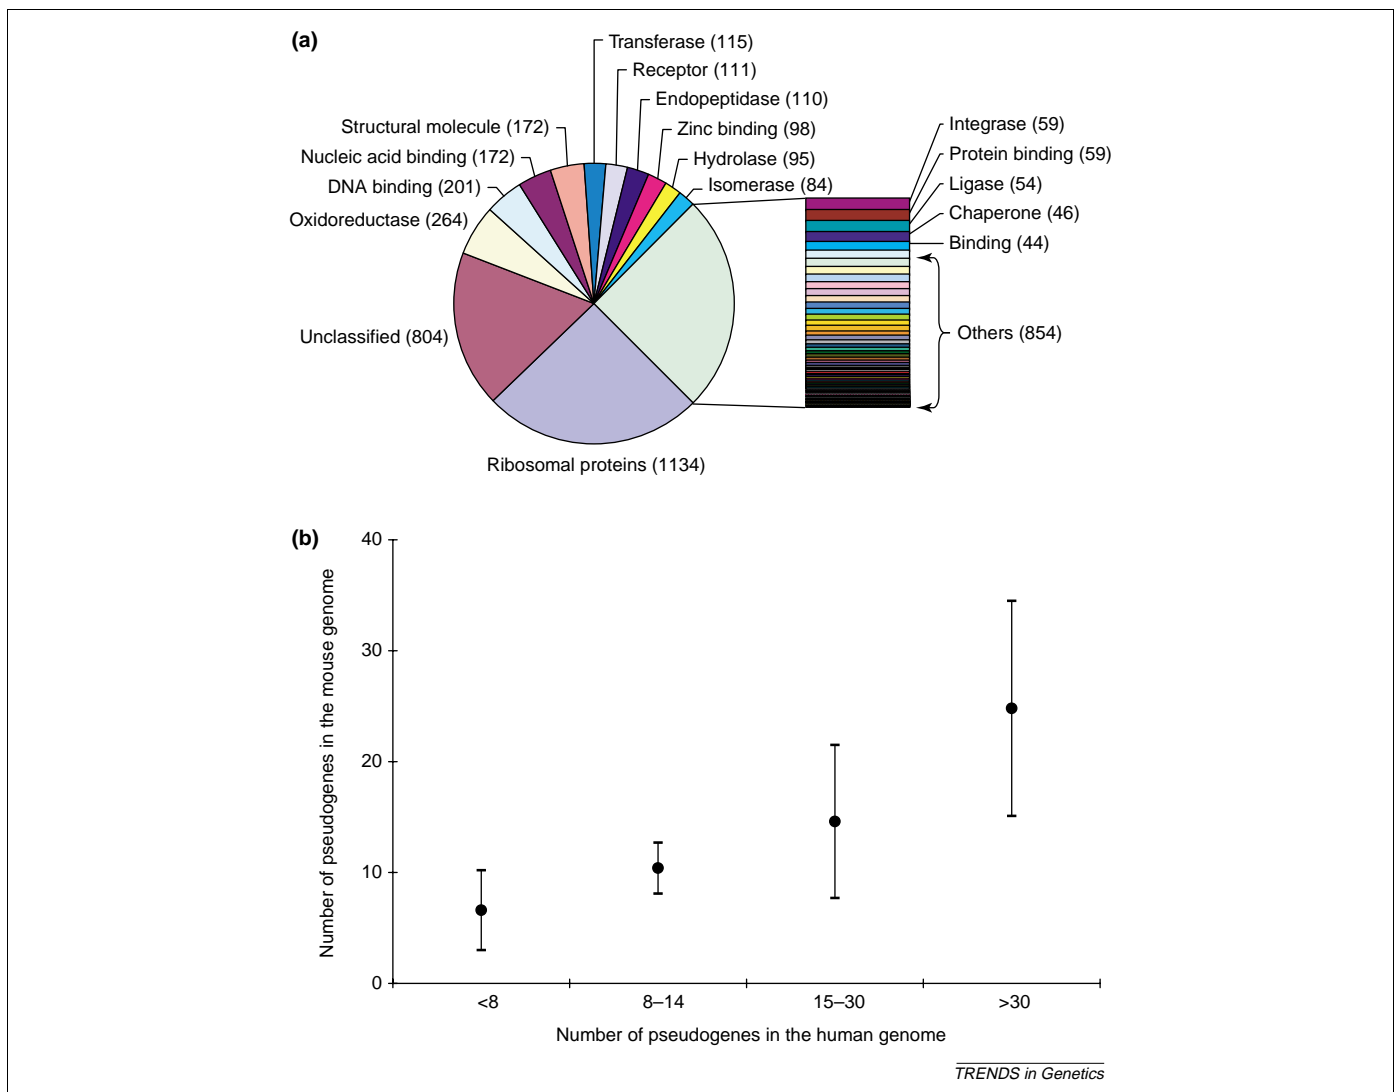 (a)
Transferase (115)
Receptor (111)
Endopeptidase (110)
Zinc binding (98)
Hydrolase (95)
Isomerase (84)
Structural molecule (172)
Nucleic acid binding (172)
DNA binding (201)
Oxidoreductase (264)
Unclassified (804)
Ribosomal proteins (1134)
Integrase (59)
Protein binding (59)
Ligase (54)
Chaperone (46)
Binding (44)
Others (854)
(b)
Number of pseudogenes in the mouse genome
40
30
20
10
0
<8
8–14
15–30
>30
Number of pseudogenes in the human genome
TRENDS in Genetics